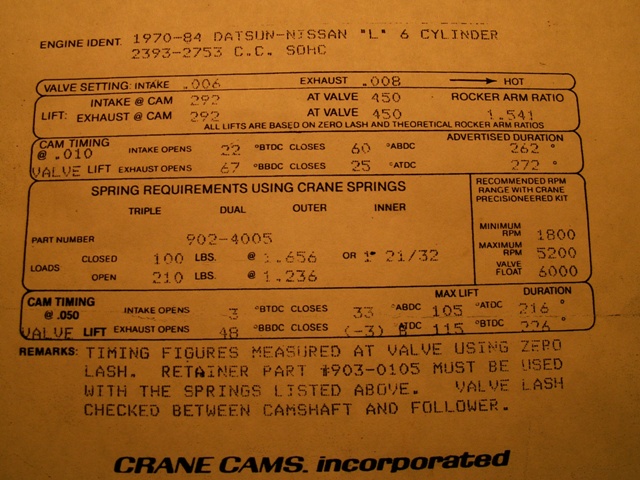 ENGINE IDENT. 1970-84 DATSUN-NISSAN "L" 6 CYLINDER
2393-2753 C.C. SOHC
VALVE SETTING: INTAKE .006 EXHAUST .008 HOT
INTAKE @ CAM 292 AT VALVE 450 ROCKER ARM RATIO
LIFT: EXHAUST @ CAM 292 AT VALVE 450 1.541
ALL LIFTS ARE BASED ON ZERO LASH AND THEORETICAL ROCKER ARM RATIOS
CAM TIMING ADVERTISED DURATION
@ .010 INTAKE OPENS 22 °BTDC CLOSES 60 °ABDC 262 °
VALVE LIFT EXHAUST OPENS 67 °BBDC CLOSES 25 °ATDC 272 °
SPRING REQUIREMENTS USING CRANE SPRINGS
TRIPLE DUAL OUTER INNER
PART NUMBER 902-4005
LOADS CLOSED 100 LBS. @ 1.656 OR 1" 21/32
OPEN 210 LBS. @ 1.236
RECOMMENDED RPM
RANGE WITH CRANE
PRECISIONEERED KIT
MINIMUM RPM 1800
MAXIMUM RPM 5200
VALVE FLOAT 6000
CAM TIMING MAX LIFT DURATION
@ .050 INTAKE OPENS 3 °BTDC CLOSES 33 °ABDC 105 °ATDC 216 °
VALVE LIFT EXHAUST OPENS 48 °BBDC CLOSES (-3) °ATDC 115 °BTDC 226 °
REMARKS: TIMING FIGURES MEASURED AT VALVE USING ZERO
LASH. RETAINER PART #903-0105 MUST BE USED
WITH THE SPRINGS LISTED ABOVE. VALVE LASH
CHECKED BETWEEN CAMSHAFT AND FOLLOWER.
CRANE CAMS, incorporated